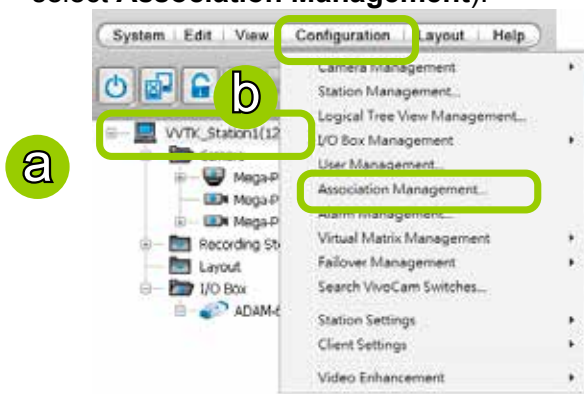 select Association Management).
System Edit View Configuration Layout Help
b
Camera Management
Station Management...
Logical Tree View Management...
a
VVTK_Station1(12
I/O Box Management
Camera
User Management...
Mega-P
Association Management...
Mega-P
Alarm Management...
Mega-P
Virtual Matrix Management
Recording St
Failover Management
Layout
Search VivoCam Switches...
I/O Box
ADAM-6
Station Settings
Client Settings
Video Enhancement